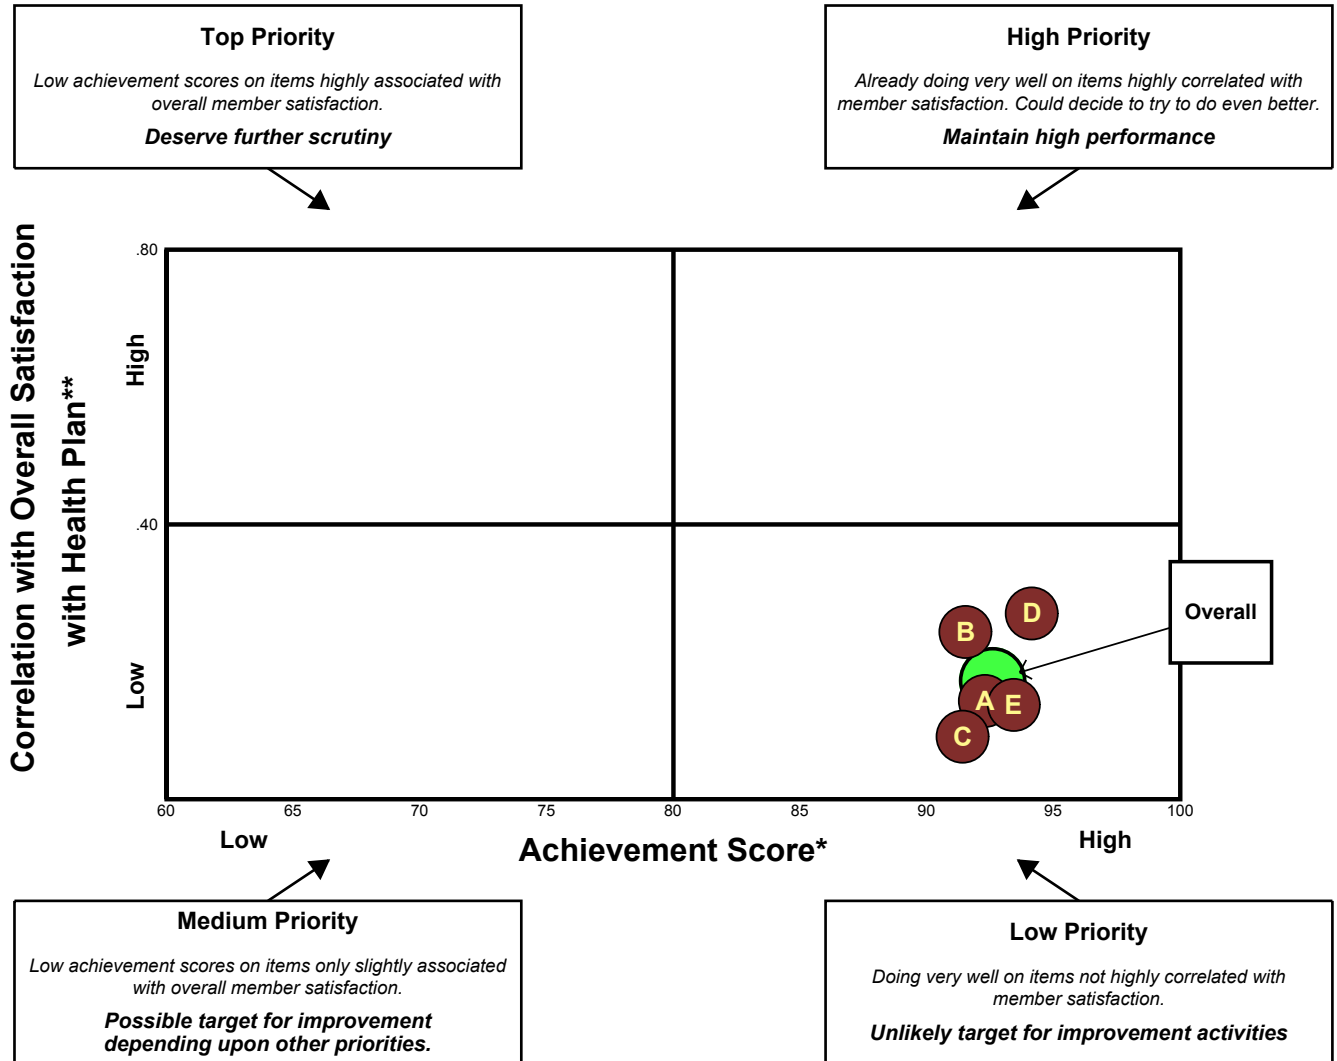 Top Priority
Low achievement scores on items highly associated with
overall member satisfaction.
Deserve further scrutiny
High Priority
Already doing very well on items highly correlated with
member satisfaction. Could decide to try to do even better.
Maintain high performance
Correlation with Overall Satisfaction
with Health Plan**
High
Low
.80
.40
B
D
A
E
C
Overall
60
65
70
75
80
85
90
95
100
Low
Achievement Score*
High
Medium Priority
Low achievement scores on items only slightly associated
with overall member satisfaction.
Possible target for improvement
depending upon other priorities.
Low Priority
Doing very well on items not highly correlated with
member satisfaction.
Unlikely target for improvement activities